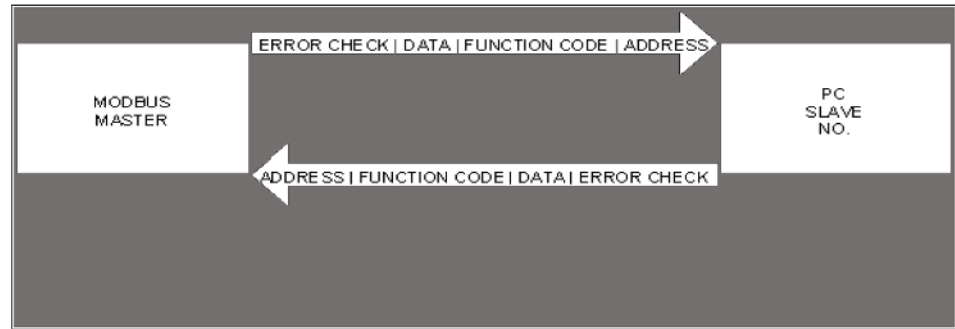 ERROR CHECK | DATA | FUNCTION CODE | ADDRESS
MODBUS
MASTER
PC
SLAVE
NO.
ADDRESS | FUNCTION CODE | DATA | ERROR CHECK